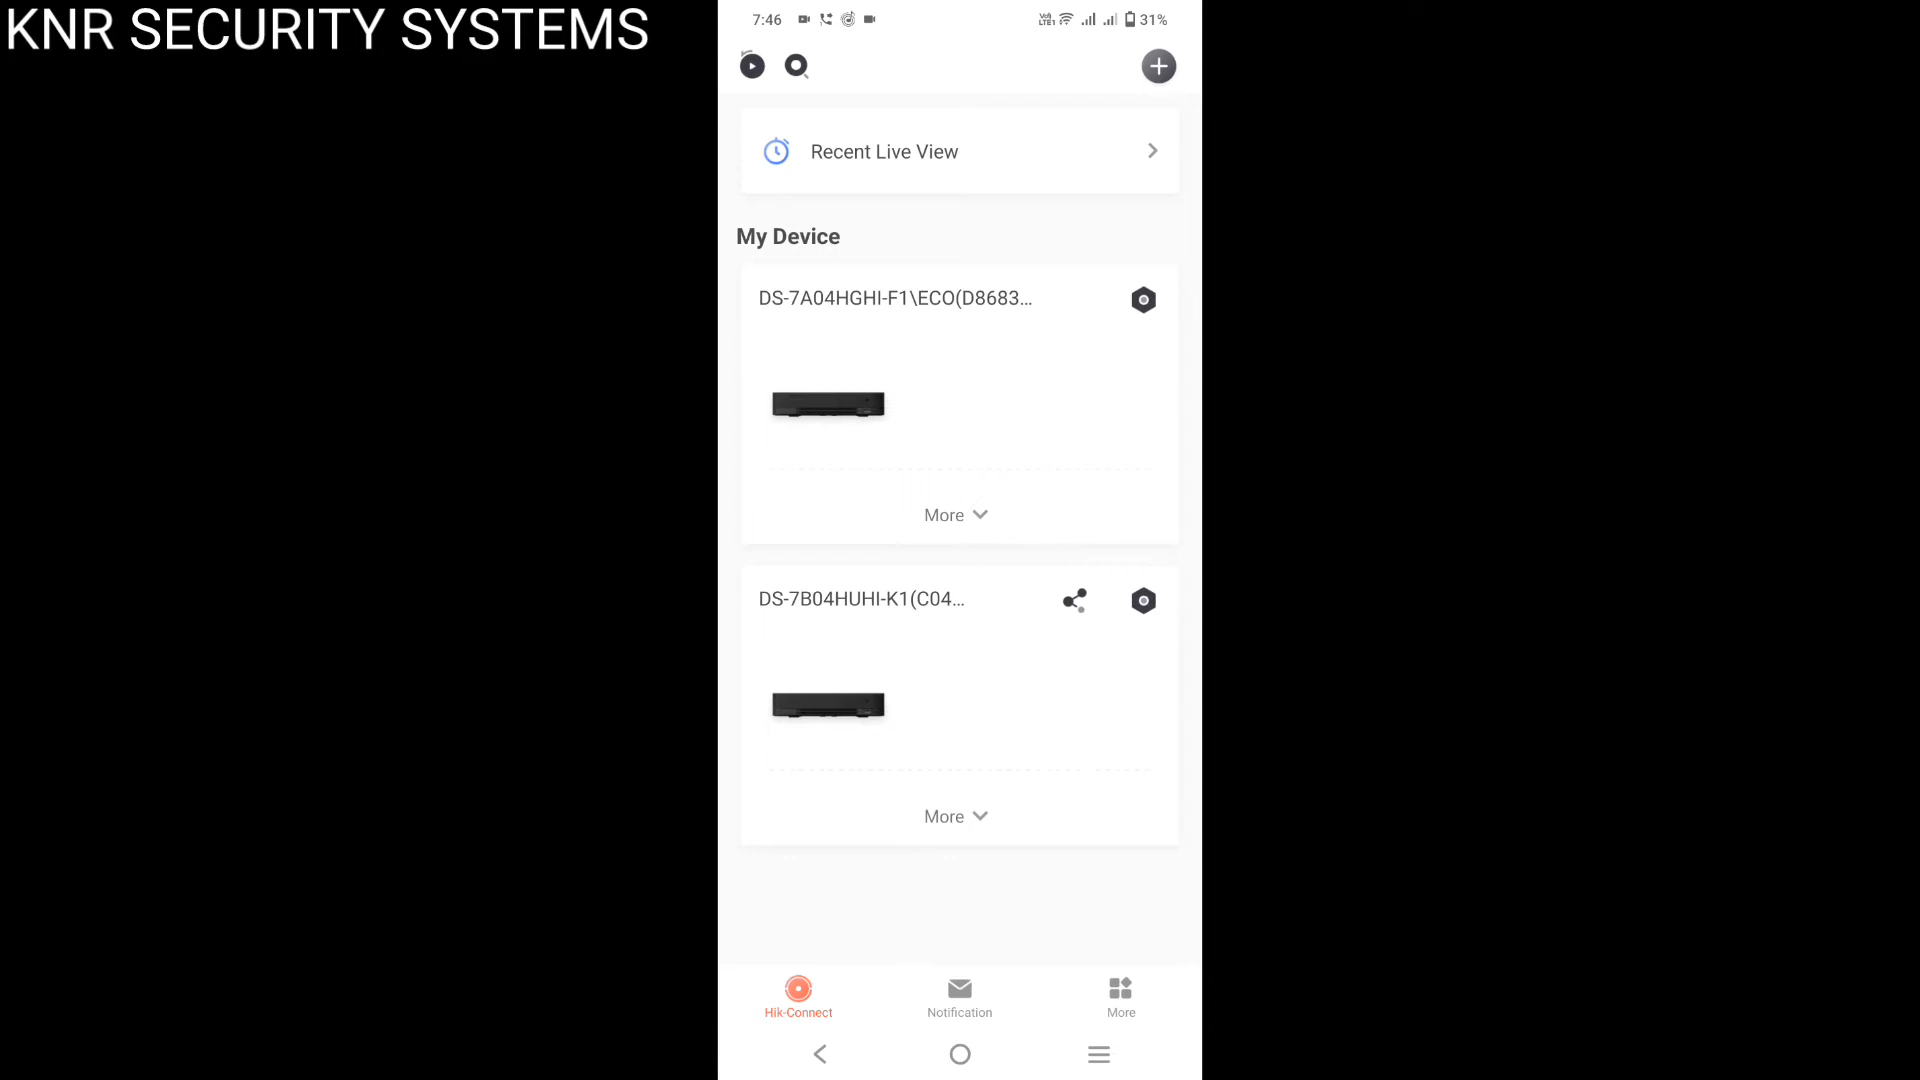 KNR SECURITY SYSTEMS
7:46
31%
Recent Live View
My Device
DS-7A04HGHI-F1\ECO(D8683...
More
DS-7B04HUHI-K1(C04...
More
Hik-Connect
Notification
More